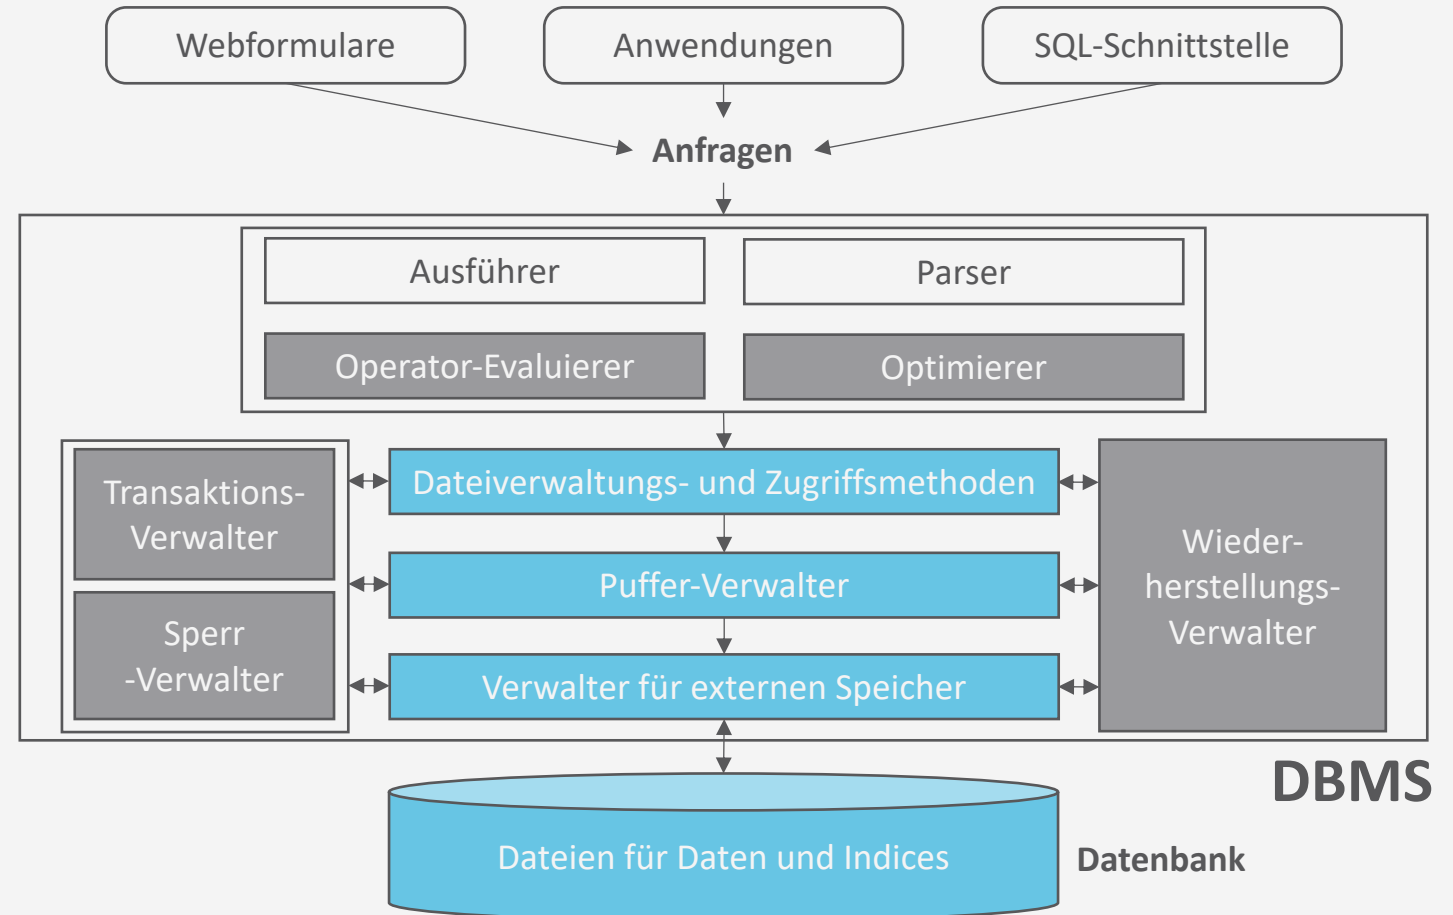 Webformulare
Anwendungen
SQL-Schnittstelle
Anfragen
Ausführer
Parser
Operator-Evaluierer
Optimierer
Transaktions-
Verwalter
Sperr
-Verwalter
Dateiverwaltungs- und Zugriffsmethoden
Puffer-Verwalter
Verwalter für externen Speicher
Wieder-
herstellungs-
Verwalter
DBMS
Dateien für Daten und Indices
Datenbank